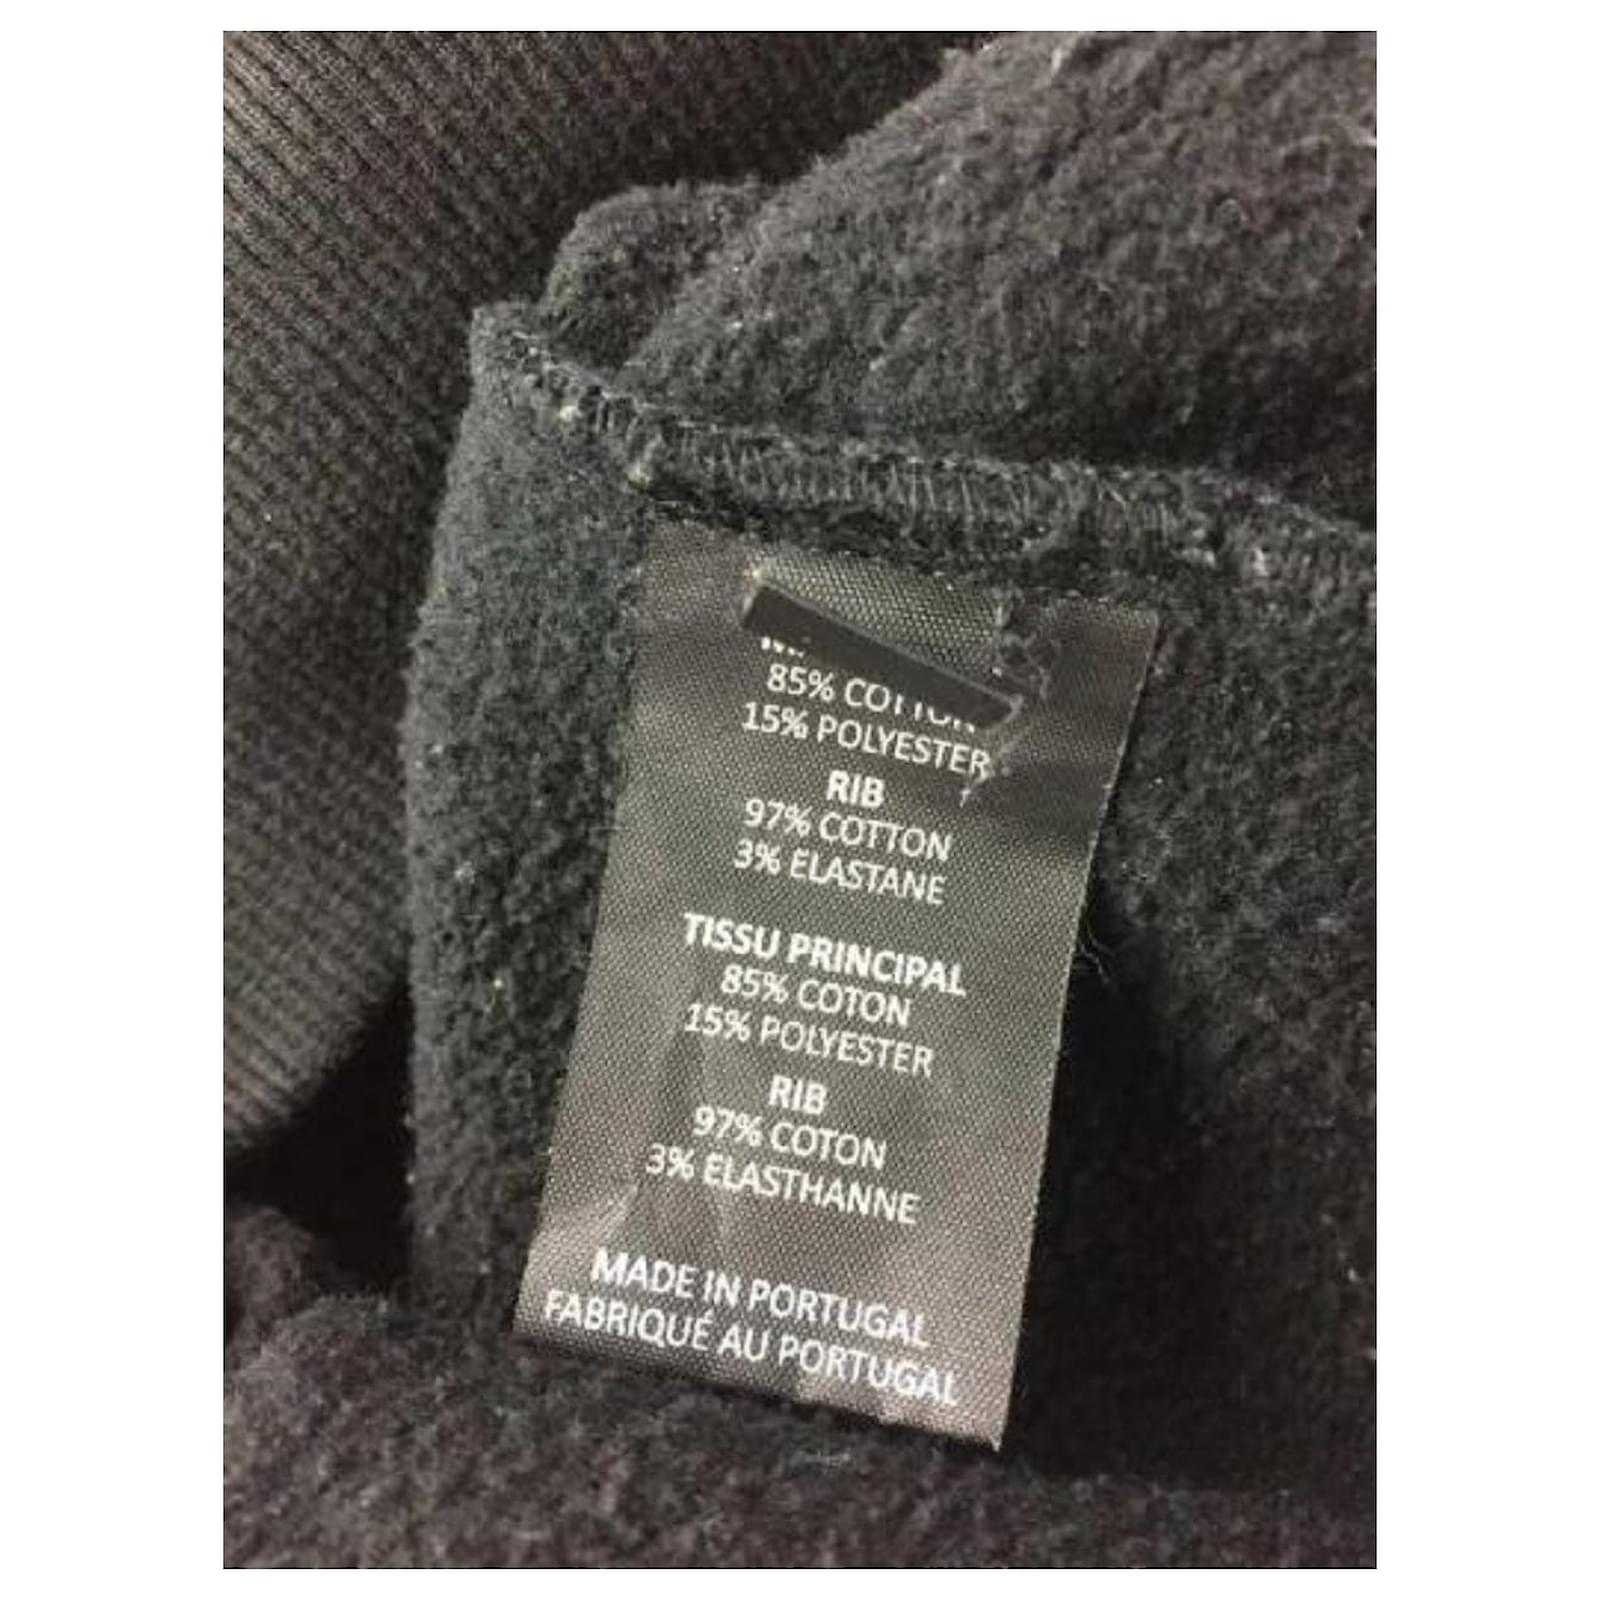 85% COTTON
15% POLYESTER
RIB
97% COTTON
3% ELASTANE
TISSU PRINCIPAL
85% COTON
15% POLYESTER
RIB
97% COTON
3% ELASTHANNE
MADE IN PORTUGAL
FABRIQUÉ AU PORTUGAL